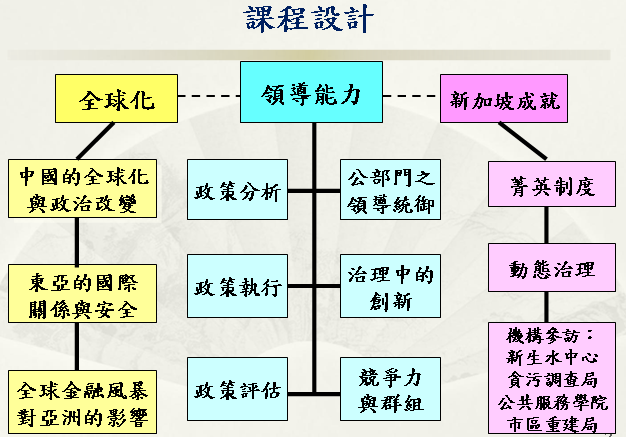 課程設計
全球化
領導能力
新加坡成就
中國的全球化
與政治改變
東亞的國際
關係與安全
全球金融風暴
對亞洲的影響
政策分析
公部門之
領導統御
政策執行
治理中的
創新
政策評估
競爭力
與群組
菁英制度
動態治理
機構參訪：
新生水中心
貪污調查局
公共服務學院
市區重建局